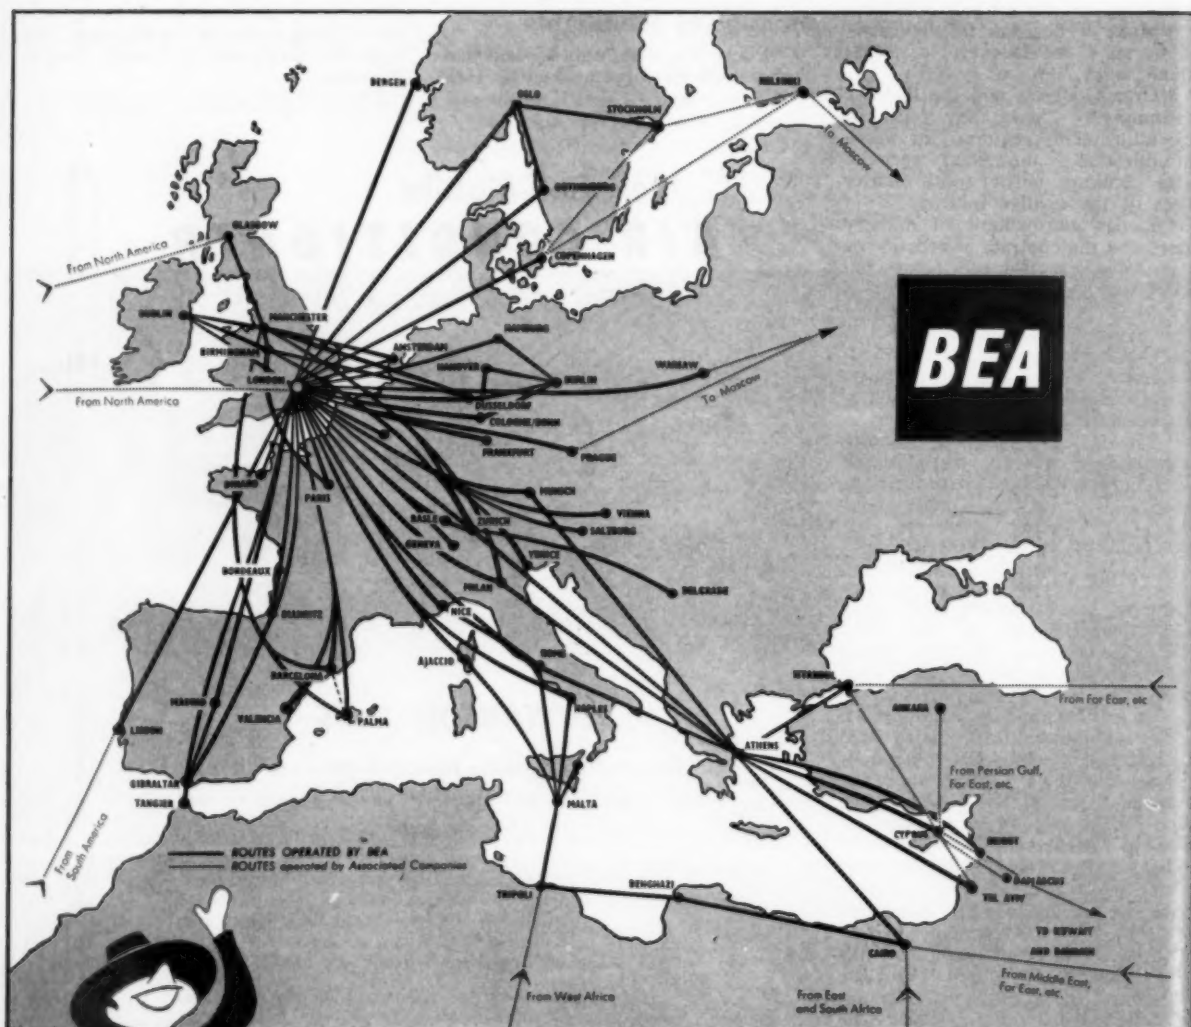 BERGEN
OSLO
STOCKHOLM
HELSINKI
To Moscow
GOTHENBURG
GLASGOW
From North America
COPENHAGEN
DUBLIN
MANCHESTER
HAMBURG
BIRMINGHAM
AMSTERDAM
HANOVER
BERLIN
WARSAW
BEA
LONDON
From North America
DUSSELDORF
To Moscow
COLOGNE/BONN
FRANKFURT
PRAGUE
DINARD
PARIS
MUNICH
BASLE
ZURICH
VIENNA
SALZBURG
GENEVA
VENICE
BORDEAUX
MILAN
BELGRADE
BIARRITZ
NICE
AJACCIO
ROME
BARCELONA
ISTANBUL
From Far East, etc
MADRID
VALENCIA
PALMA
NAPLES
ANKARA
LISBON
ATHENS
From Persian Gulf,
Far East, etc.
GIBRALTAR
TANGIER
MALTA
CYPRUS
BEIRUT
From
South America
ROUTES OPERATED BY BEA
ROUTES operated by Associated Companies
DAMASCUS
TRIPOLI
BENGHAZI
TEL AVIV
TO KUWAIT
AND BAHREIN
CAIRO
From Middle East,
Far East, etc.
From West Africa
From East
and South Africa